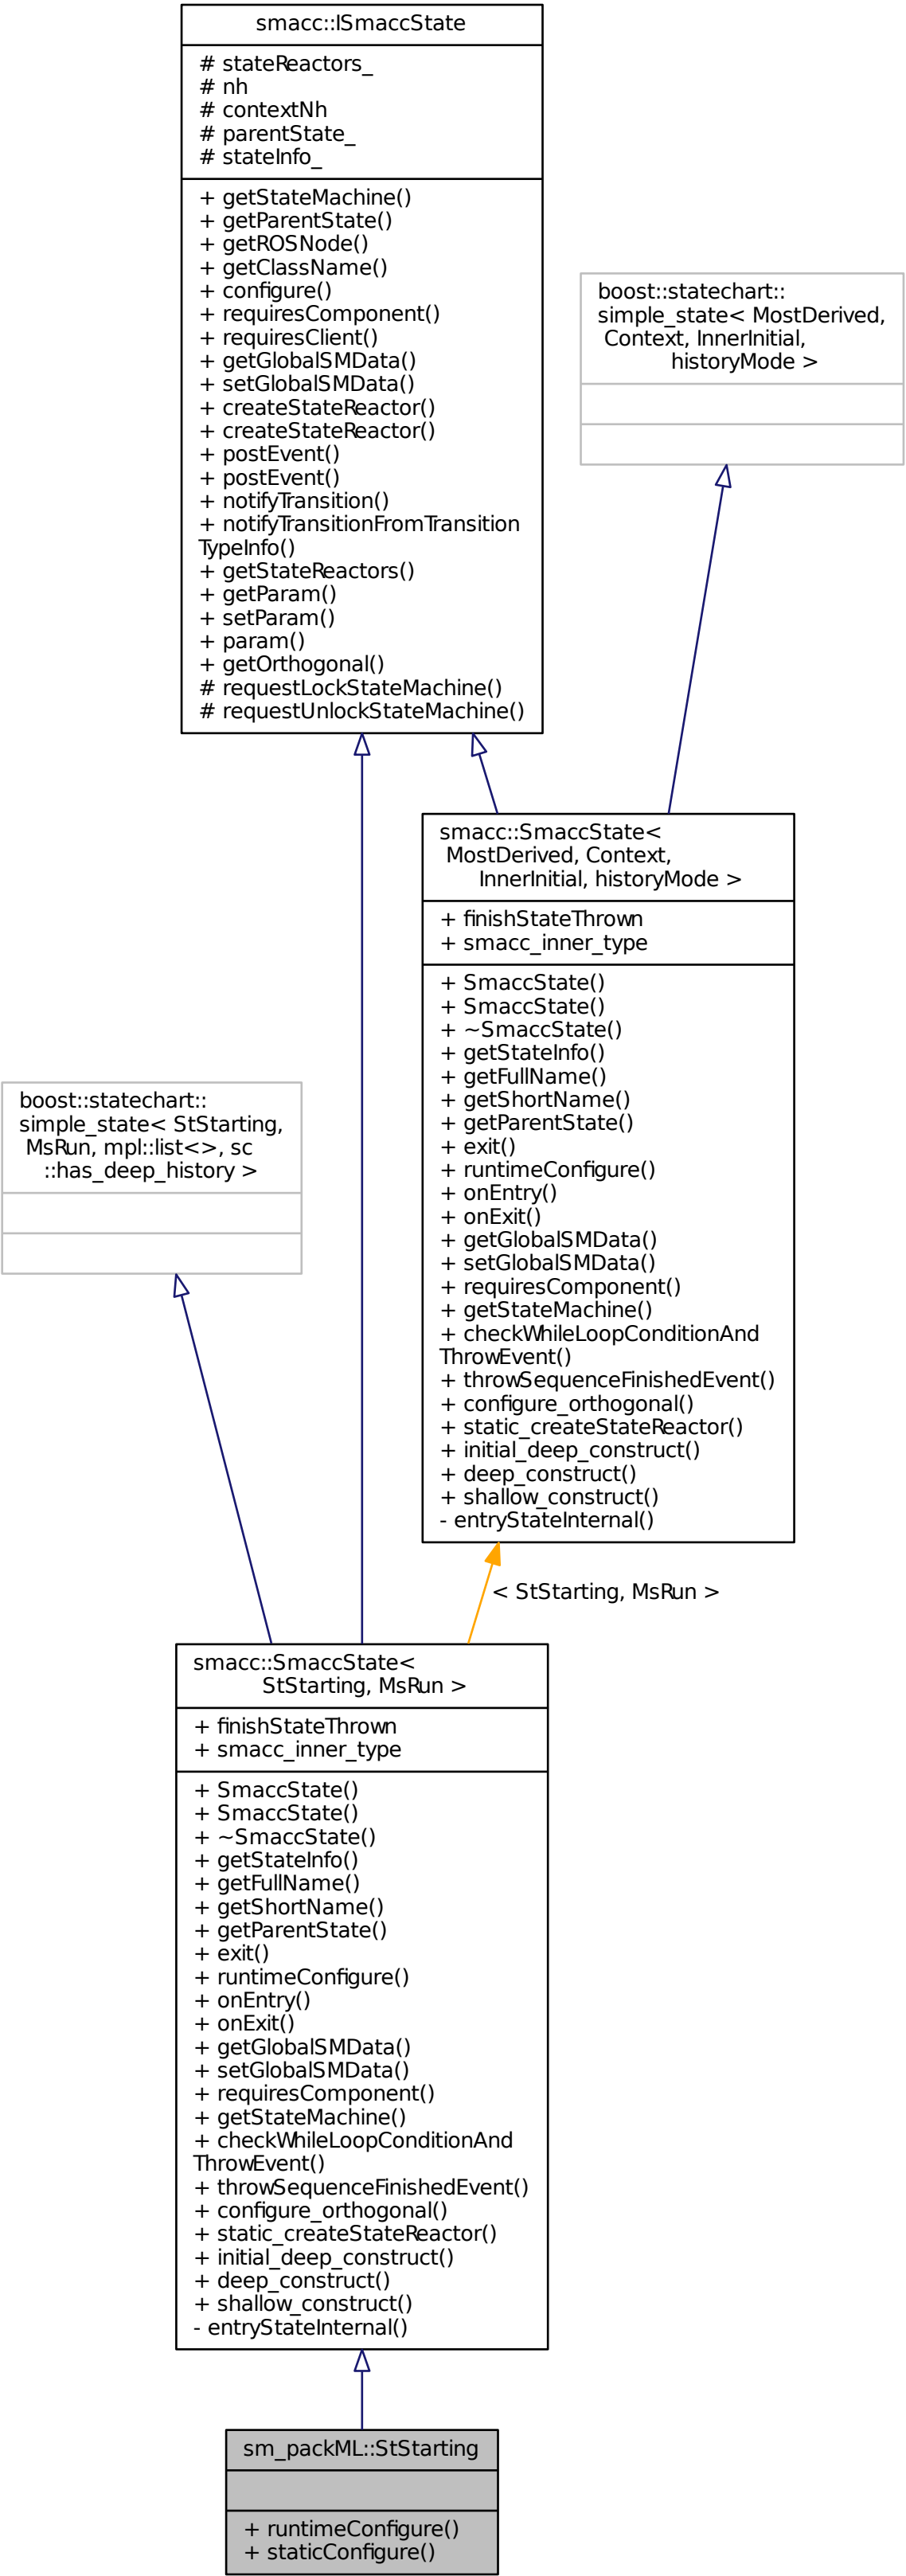 smacc::ISmaccState
# stateReactors_
# nh
# contextNh
# parentState_
# stateInfo_
+ getStateMachine()
+ getParentState()
+ getROSNode()
+ getClassName()
+ configure()
+ requiresComponent()
+ requiresClient()
+ getGlobalSMData()
+ setGlobalSMData()
+ createStateReactor()
+ createStateReactor()
+ postEvent()
+ postEvent()
+ notifyTransition()
+ notifyTransitionFromTransition
TypeInfo()
+ getStateReactors()
+ getParam()
+ setParam()
+ param()
+ getOrthogonal()
# requestLockStateMachine()
# requestUnlockStateMachine()
boost::statechart::
simple_state< MostDerived,
Context, InnerInitial,
historyMode >
smacc::SmaccState<
MostDerived, Context,
InnerInitial, historyMode >
+ finishStateThrown
+ smacc_inner_type
+ SmaccState()
+ SmaccState()
+ ~SmaccState()
+ getStateInfo()
+ getFullName()
+ getShortName()
+ getParentState()
+ exit()
+ runtimeConfigure()
+ onEntry()
+ onExit()
+ getGlobalSMData()
+ setGlobalSMData()
+ requiresComponent()
+ getStateMachine()
+ checkWhileLoopConditionAnd
ThrowEvent()
+ throwSequenceFinishedEvent()
+ configure_orthogonal()
+ static_createStateReactor()
+ initial_deep_construct()
+ deep_construct()
+ shallow_construct()
- entryStateInternal()
boost::statechart::
simple_state< StStarting,
MsRun, mpl::list<>, sc
::has_deep_history >
< StStarting, MsRun >
smacc::SmaccState<
StStarting, MsRun >
+ finishStateThrown
+ smacc_inner_type
+ SmaccState()
+ SmaccState()
+ ~SmaccState()
+ getStateInfo()
+ getFullName()
+ getShortName()
+ getParentState()
+ exit()
+ runtimeConfigure()
+ onEntry()
+ onExit()
+ getGlobalSMData()
+ setGlobalSMData()
+ requiresComponent()
+ getStateMachine()
+ checkWhileLoopConditionAnd
ThrowEvent()
+ throwSequenceFinishedEvent()
+ configure_orthogonal()
+ static_createStateReactor()
+ initial_deep_construct()
+ deep_construct()
+ shallow_construct()
- entryStateInternal()
sm_packML::StStarting
+ runtimeConfigure()
+ staticConfigure()